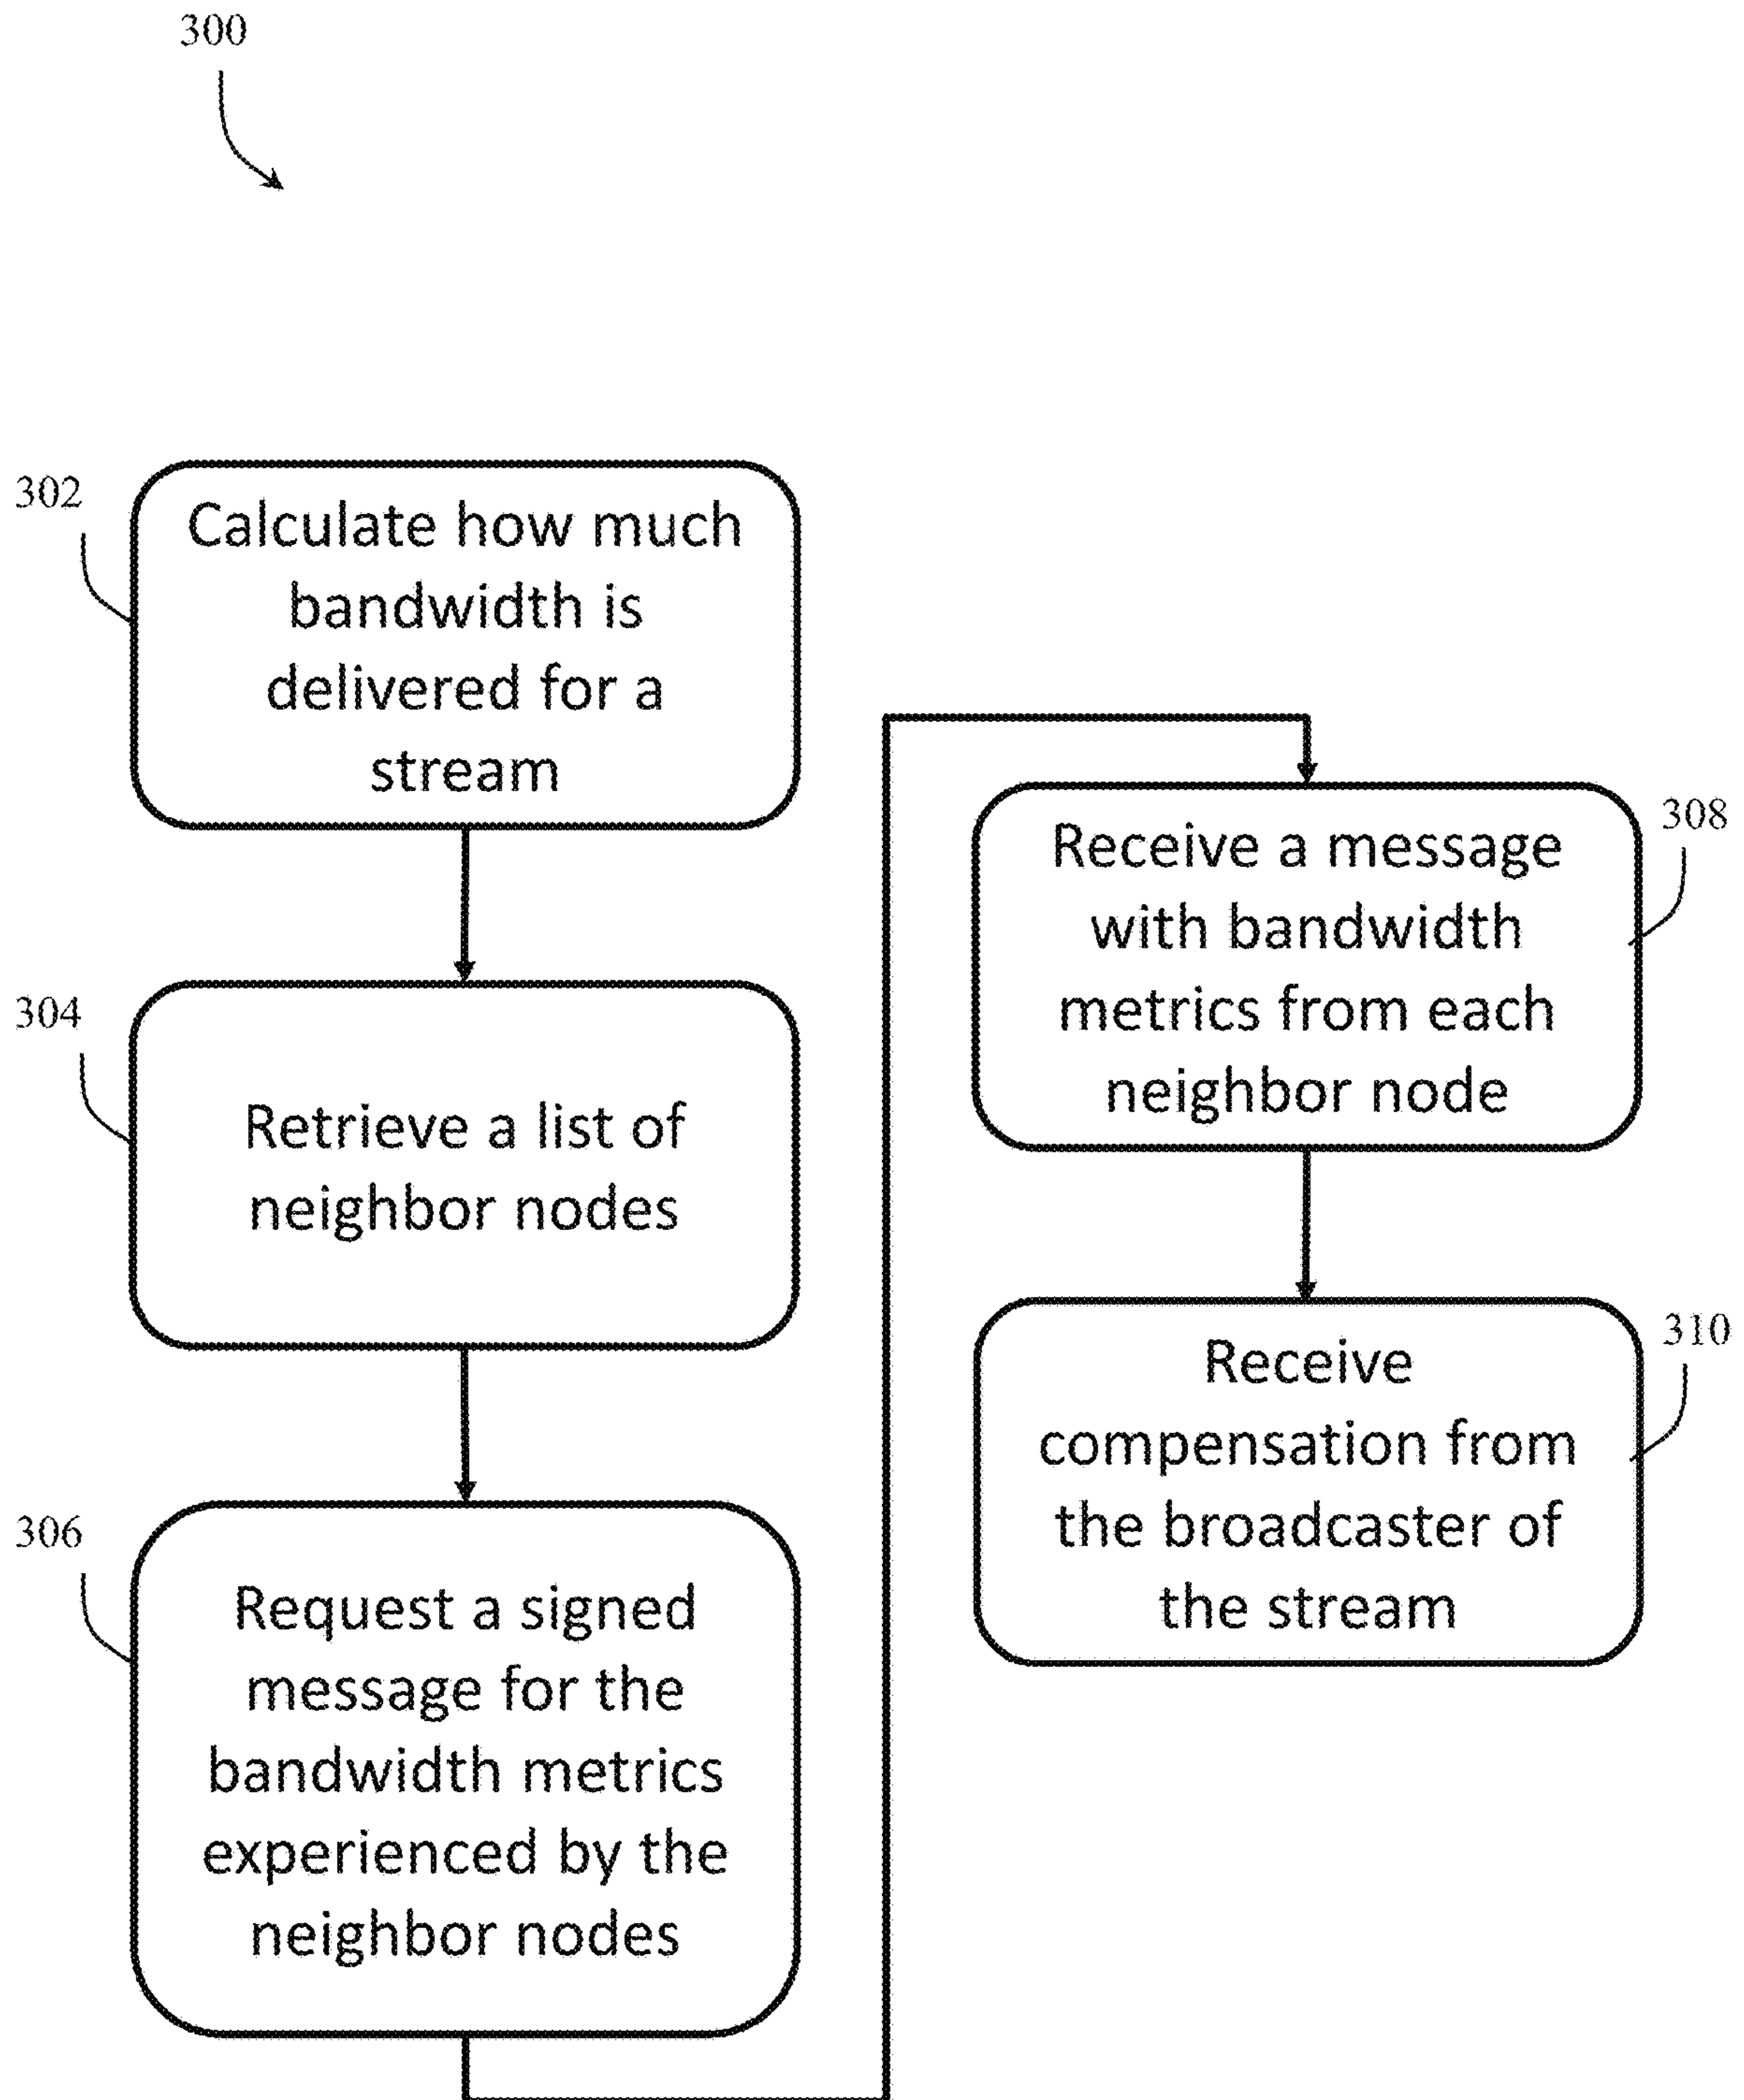 300
302
Calculate how much
bandwidth is
delivered for a
stream
304
Retrieve a list of
neighbor nodes
306
Request a signed
message for the
bandwidth metrics
experienced by the
neighbor nodes
308
Receive a message
with bandwidth
metrics from each
neighbor node
310
Receive
compensation from
the broadcaster of
the stream